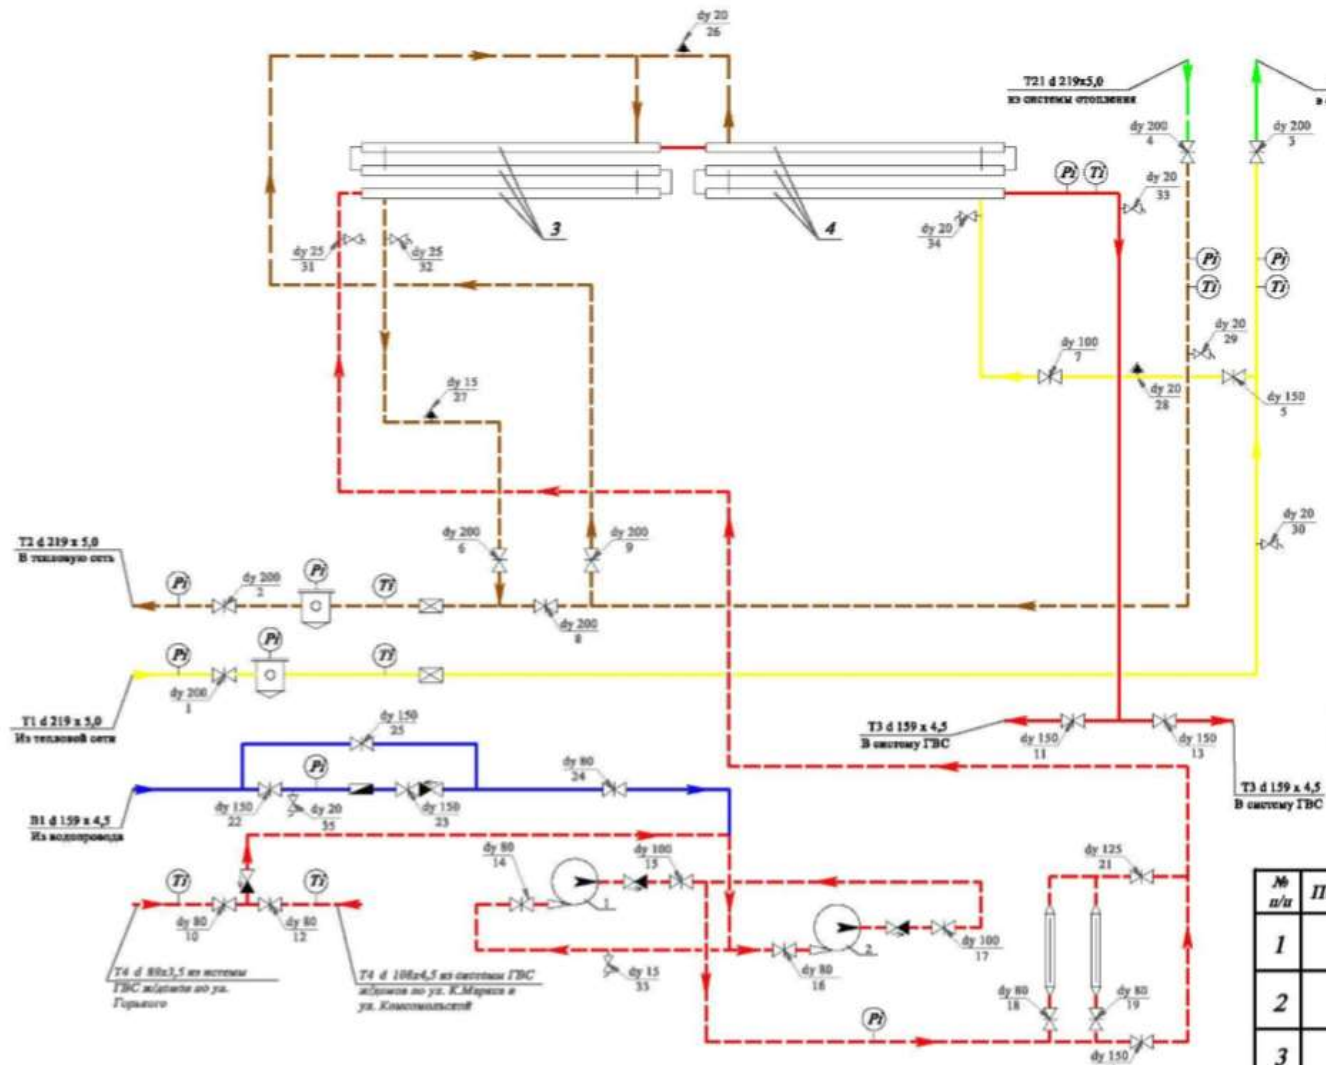 dy 20
26
T21 d 219x5,0
из системы отопления
dy 200
4
dy 200
3
в с
3
4
Pi
Ti
dy 20
33
dy 20
34
dy 25
31
dy 25
32
Pi
Ti
Pi
Ti
dy 20
29
dy 100
7
dy 20
28
dy 150
5
dy 15
27
dy 20
30
T2 d 219 x 5,0
В тепловую сеть
Pi
dy 200
2
Pi
Ti
dy 200
6
dy 200
9
dy 200
8
Pi
dy 200
1
Pi
Ti
T1 d 219 x 5,0
Из тепловой сети
T3 d 159 x 4,5
В систему ГВС
dy 150
11
dy 150
13
T3 d 159 x 4,5
В систему ГВС
dy 150
25
Pi
dy 80
24
B1 d 159 x 4,5
Из водопровода
dy 150
22
dy 20
35
dy 150
23
Ti
dy 80
10
dy 80
12
Ti
dy 80
14
1
dy 100
15
2
dy 100
17
dy 80
16
dy 15
33
dy 125
21
T4 d 89x3,5 из истемы
ГВС ж/домов по ул.
Горького
T4 d 108x4,5 из системы ГВС
ж/домов по ул. К.Маркса и
ул. Комсомольской
Pi
dy 80
18
dy 80
19
dy 150
№
п/п
П
1
2
3